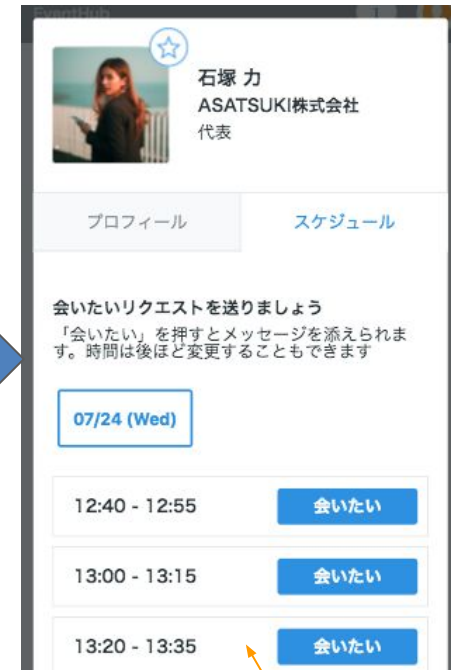 EventHub
石塚 力
ASATSUKI株式会社
代表
プロフィール
スケジュール
会いたいリクエストを送りましょう
「会いたい」を押すとメッセージを添えられま
す。時間は後ほど変更することもできます
07/24 (Wed)
12:40 - 12:55
会いたい
13:00 - 13:15
会いたい
13:20 - 13:35
会いたい